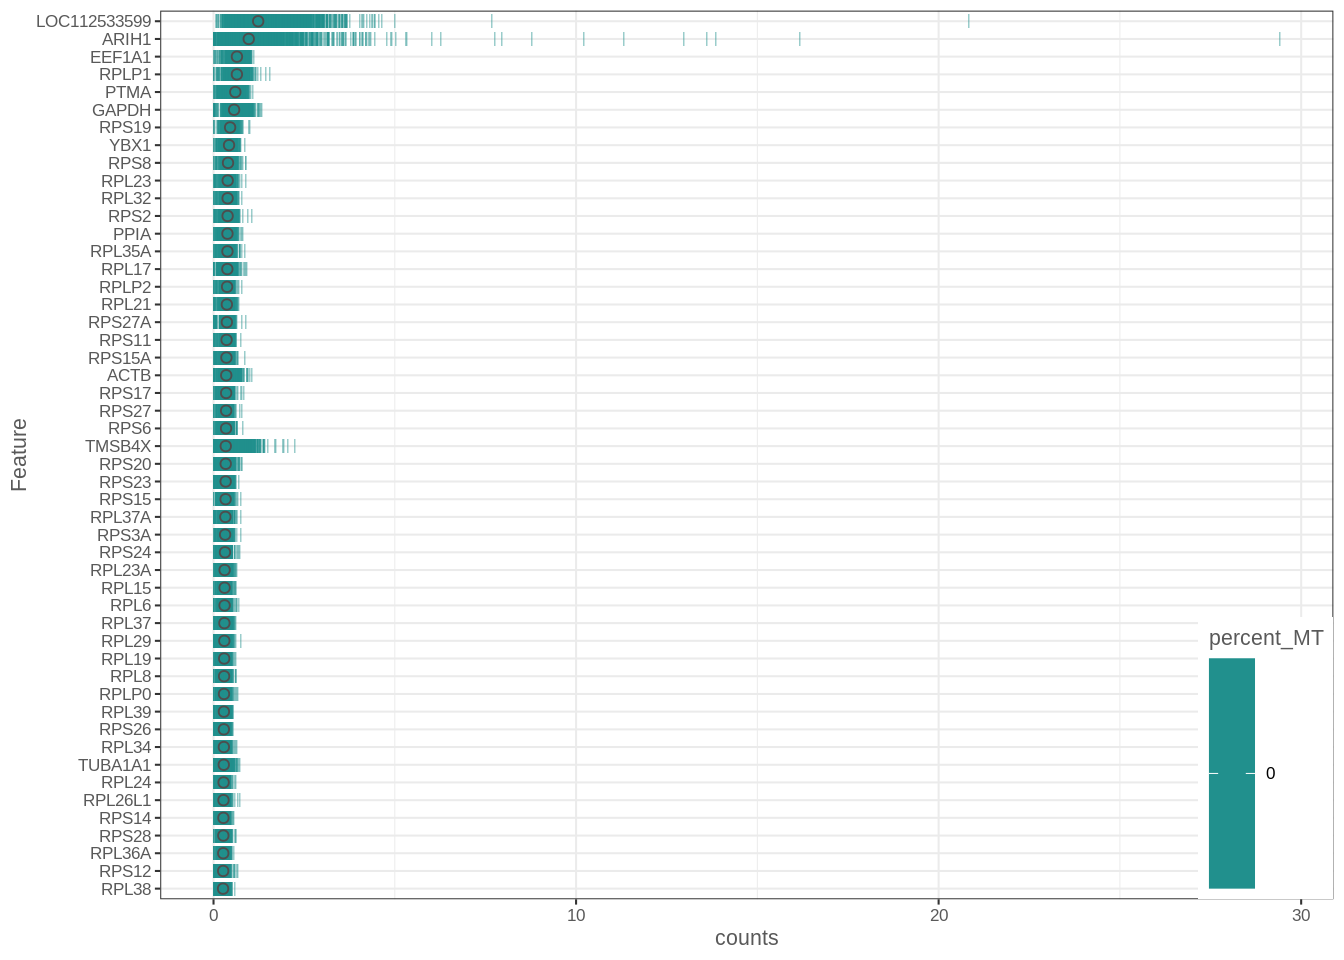 LOC112533599
ARIH1
EEF1A1
RPLP1
PTMA
GAPDH
RPS19
YBX1
RPS8
RPL23
RPL32
RPS2
PPIA
RPL35A
RPL17
RPLP2
RPL21
RPS27A
RPS11
RPS15A
ACTB
RPS17
RPS27
RPS6
TMSB4X
RPS20
RPS23
RPS15
RPL37A
RPS3A
RPS24
RPL23A
RPL15
RPL6
RPL37
RPL29
RPL19
RPL8
RPLP0
RPL39
RPS26
RPL34
TUBA1A1
RPL24
RPL26L1
RPS14
RPS28
RPL36A
RPS12
RPL38
Feature
0 10 20 30
counts
percent_MT
0